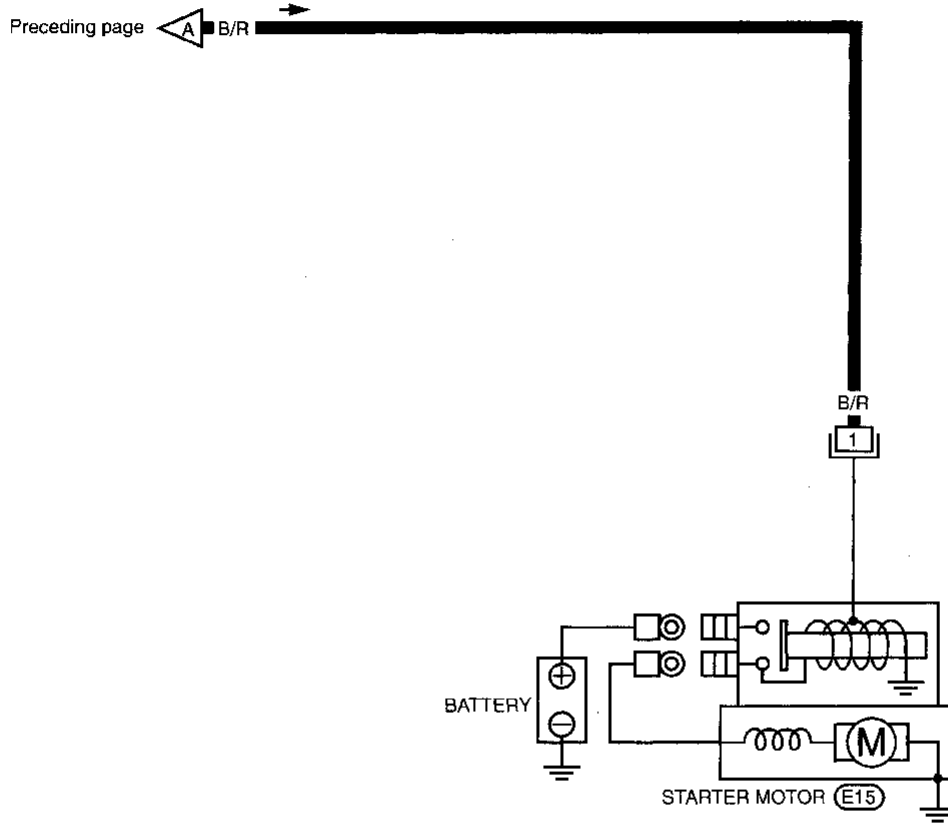 Preceding page A B/R
B/R
1
BATTERY
M
STARTER MOTOR E15